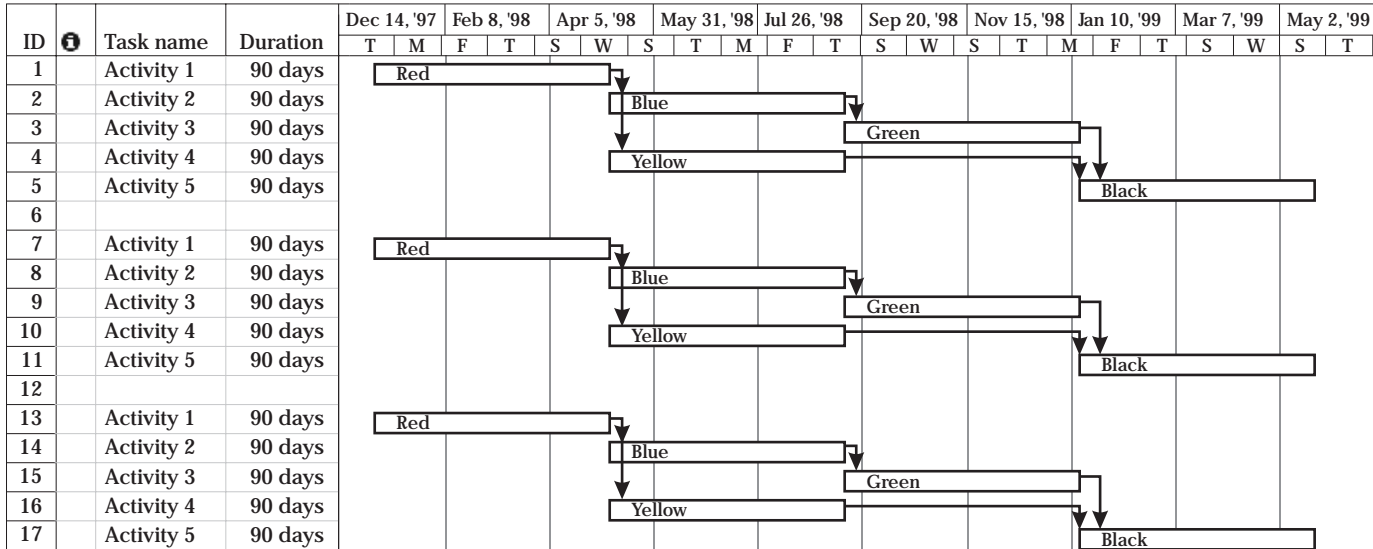 Dec 14, '97 Feb 8, '98 Apr 5, '98 May 31, '98 Jul 26, '98 Sep 20, '98 Nov 15, '98 Jan 10, '99 Mar 7, '99 May 2, '99
ID Task name Duration T M F T S W S T M F T S W S T M F T S W S T
1 Activity 1 90 days Red
2 Activity 2 90 days Blue
3 Activity 3 90 days Green
4 Activity 4 90 days Yellow
5 Activity 5 90 days Black
6
7 Activity 1 90 days Red
8 Activity 2 90 days Blue
9 Activity 3 90 days Green
10 Activity 4 90 days Yellow
11 Activity 5 90 days Black
12
13 Activity 1 90 days Red
14 Activity 2 90 days Blue
15 Activity 3 90 days Green
16 Activity 4 90 days Yellow
17 Activity 5 90 days Black